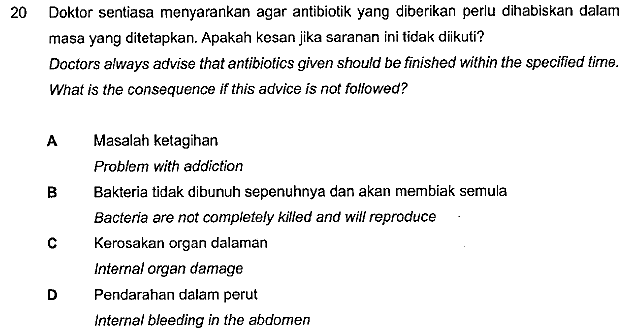 20 Doktor sentiasa menyarankan agar antibiotik yang diberikan perlu dihabiskan dalam
masa yang ditetapkan. Apakah kesan jika saranan ini tidak diikuti?
Doctors always advise that antibiotics given should be finished within the specified time.
What is the consequence if this advice is not followed?
A Masalah ketagihan
Problem with addiction
B Bakteria tidak dibunuh sepenuhnya dan akan membiak semula
Bacteria are not completely killed and will reproduce
C Kerosakan organ dalaman
Internal organ damage
D Pendarahan dalam perut
Internal bleeding in the abdomen